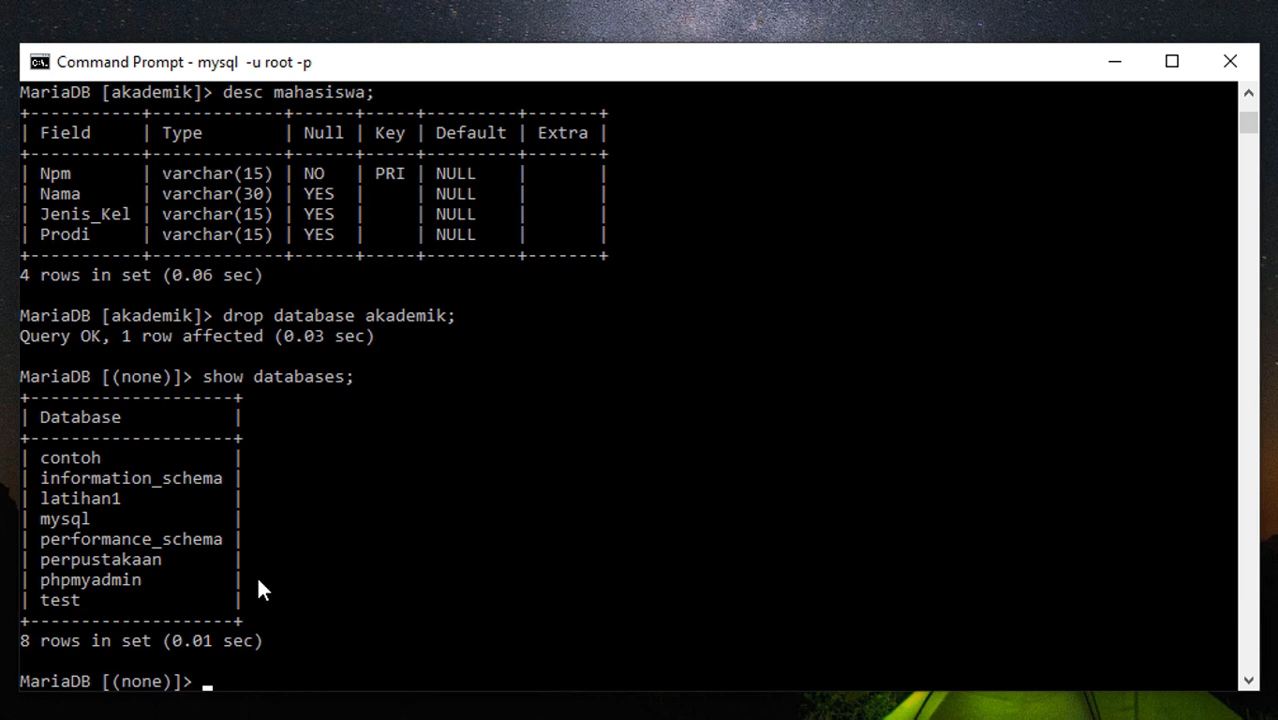 Command Prompt - mysql  -u root -p
MariaDB [akademik]> desc mahasiswa;
+-----------+-------------+------+-----+---------+-------+
| Field     | Type        | Null | Key | Default | Extra |
+-----------+-------------+------+-----+---------+-------+
| Npm       | varchar(15) | NO   | PRI | NULL    |       |
| Nama      | varchar(30) | YES  |     | NULL    |       |
| Jenis_Kel | varchar(15) | YES  |     | NULL    |       |
| Prodi     | varchar(15) | YES  |     | NULL    |       |
+-----------+-------------+------+-----+---------+-------+
4 rows in set (0.06 sec)
MariaDB [akademik]> drop database akademik;
Query OK, 1 row affected (0.03 sec)
MariaDB [(none)]> show databases;
+--------------------+
| Database           |
+--------------------+
| contoh             |
| information_schema |
| latihan1           |
| mysql              |
| performance_schema |
| perpustakaan       |
| phpmyadmin         |
| test               |
+--------------------+
8 rows in set (0.01 sec)
MariaDB [(none)]> _